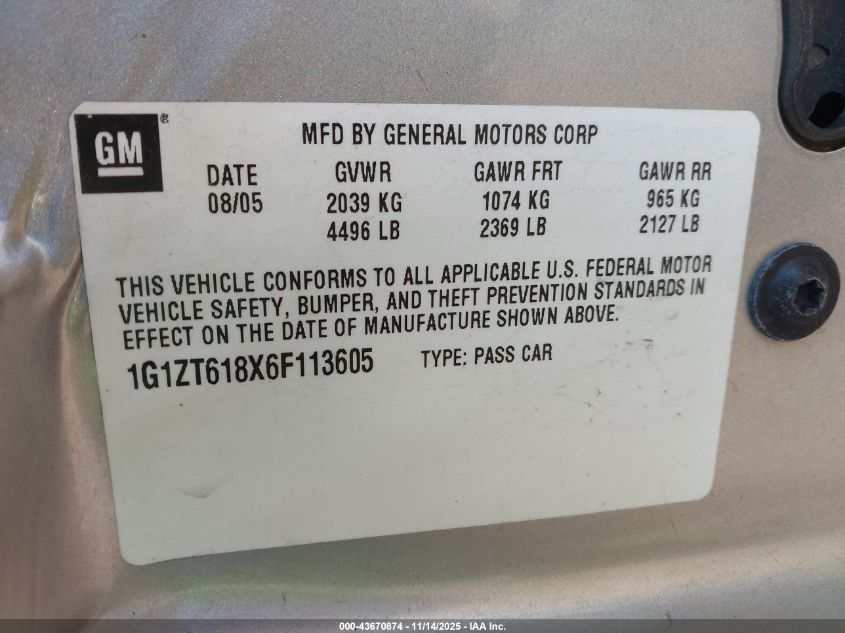 GM®
MFD BY GENERAL MOTORS CORP
DATE GVWR GAWR FRT GAWR RR
08/05 2039 KG 1074 KG 965 KG
4496 LB 2369 LB 2127 LB
THIS VEHICLE CONFORMS TO ALL APPLICABLE U.S. FEDERAL MOTOR
VEHICLE SAFETY, BUMPER, AND THEFT PREVENTION STANDARDS IN
EFFECT ON THE DATE OF MANUFACTURE SHOWN ABOVE.
1G1ZT618X6F113605 TYPE: PASS CAR
000-43670874 - 11/14/2025 - IAA Inc.